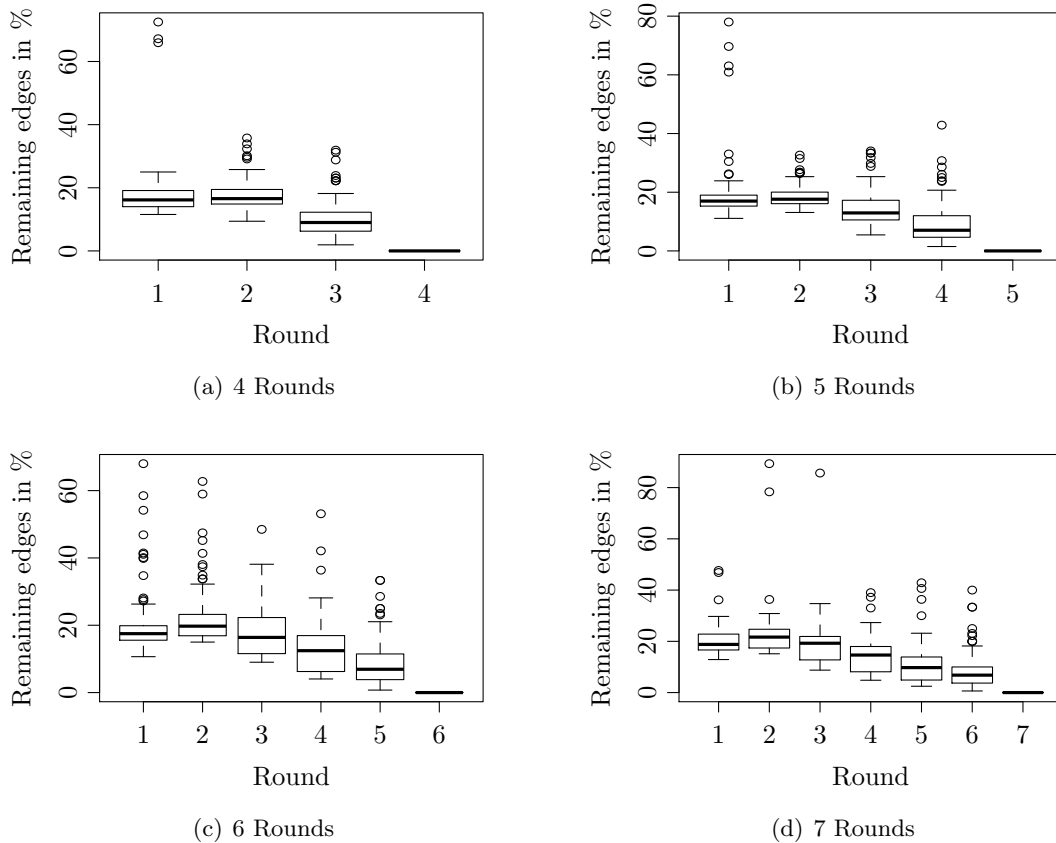 Remaining edges in %
60
40
20
0
1 2 3 4
Round
(a) 4 Rounds
Remaining edges in %
80
60
40
20
0
1 2 3 4 5
Round
(b) 5 Rounds
Remaining edges in %
60
40
20
0
1 2 3 4 5 6
Round
(c) 6 Rounds
Remaining edges in %
80
60
40
20
0
1 2 3 4 5 6 7
Round
(d) 7 Rounds